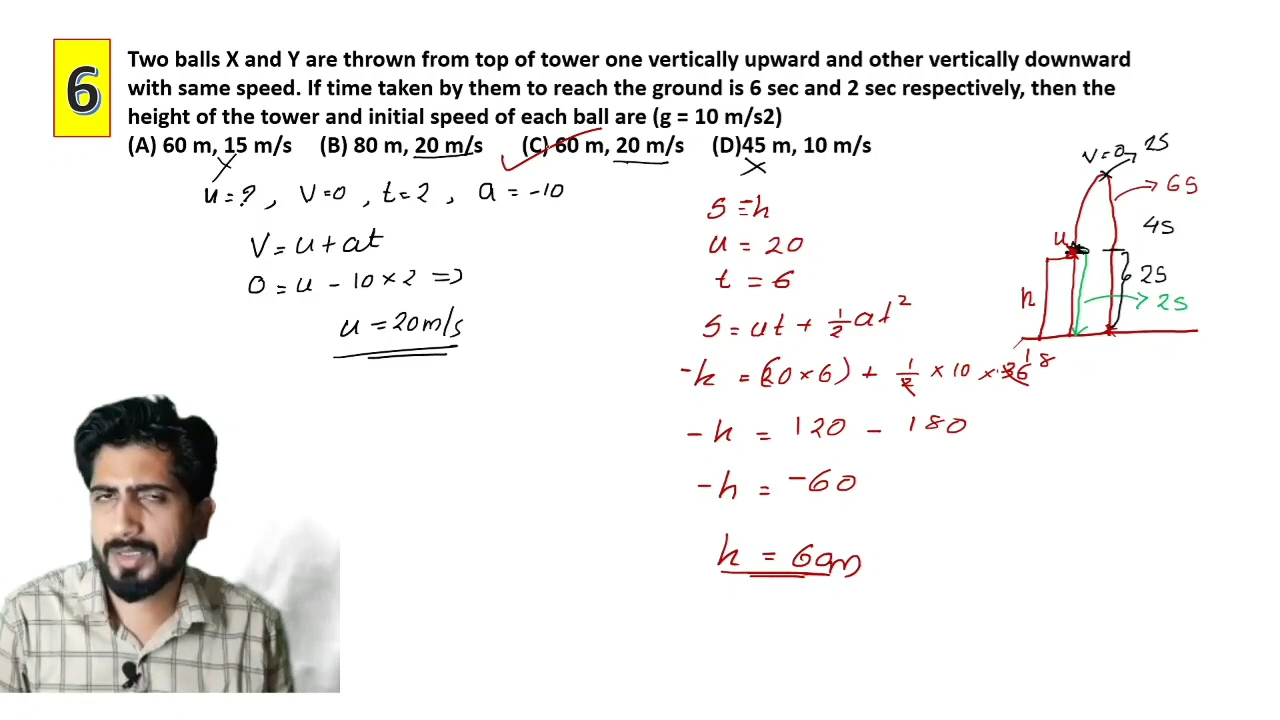 6
Two balls X and Y are thrown from top of tower one vertically upward and other vertically downward
with same speed. If time taken by them to reach the ground is 6 sec and 2 sec respectively, then the
height of the tower and initial speed of each ball are (g = 10 m/s2)
(A) 60 m, 15 m/s (B) 80 m, 20 m/s (C) 60 m, 20 m/s (D)45 m, 10 m/s
u = ?, V=0, t=2, a = -10
V = u + at
0 = u - 10 × 2 =>
u = 20m/s
S = -h
u = 20
t = 6
S = ut + 1/2 at²
-h = (20 × 6) + 1/2 × 10 × 36 18
-h = 120 - 180
-h = -60
h = 60m
V=0
2S
6S
4S
u
h
2S
2S